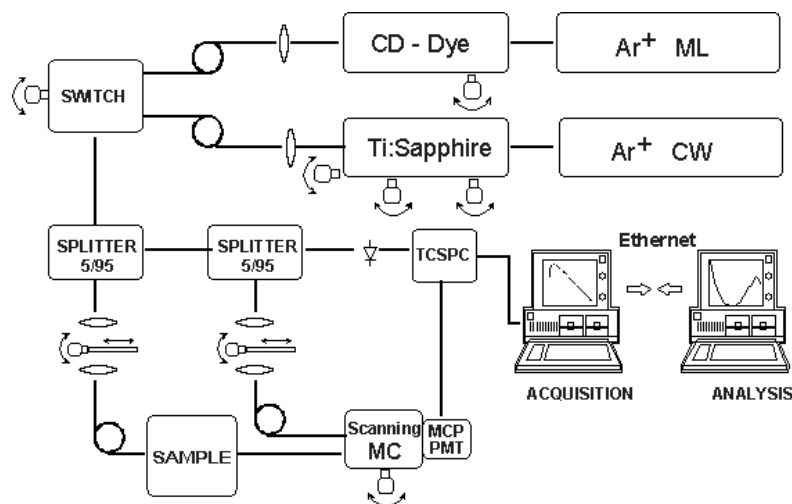 CD - Dye
Ar+ ML
SWITCH
Ti:Sapphire
Ar+ CW
SPLITTER
5/95
SPLITTER
5/95
TCSPC
Ethernet
ACQUISITION
ANALYSIS
SAMPLE
Scanning
MC
MCP
PMT